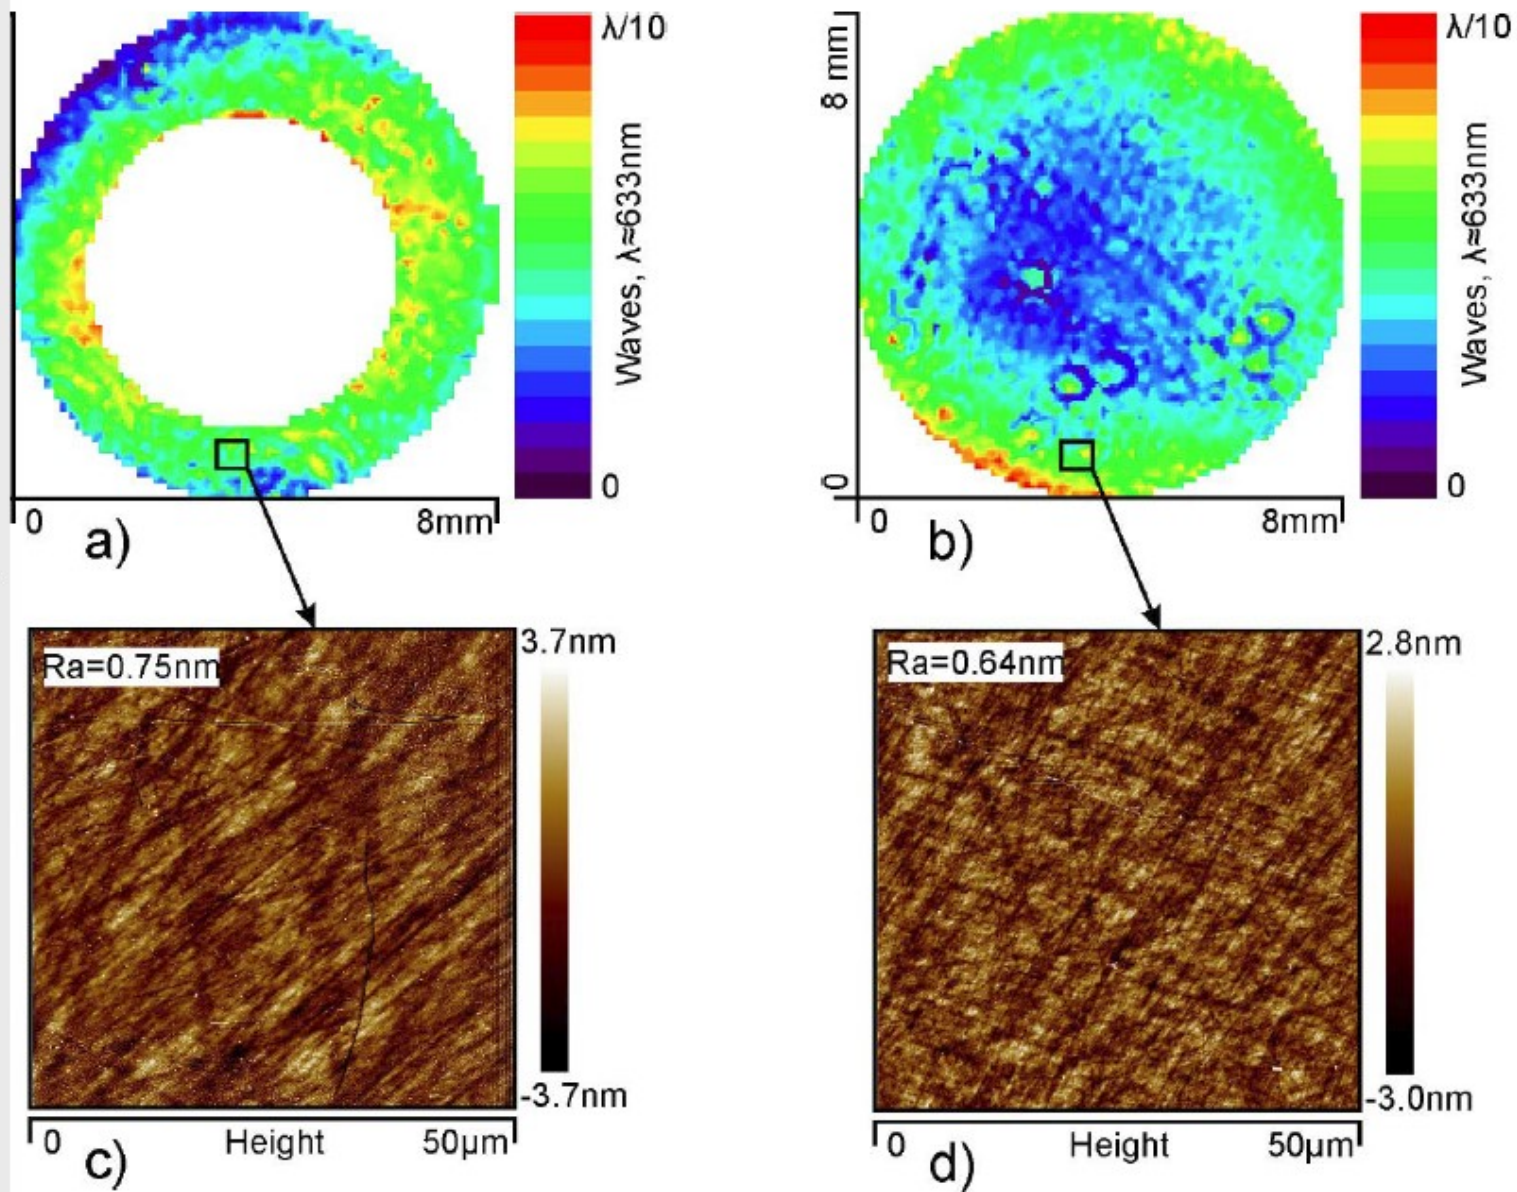 λ/10
Waves, λ≈633nm
0
0
8mm
a)
8 mm
0
λ/10
Waves, λ≈633nm
0
0
8mm
b)
Ra=0.75nm
3.7nm
-3.7nm
0
Height
50μm
c)
Ra=0.64nm
2.8nm
-3.0nm
0
Height
50μm
d)